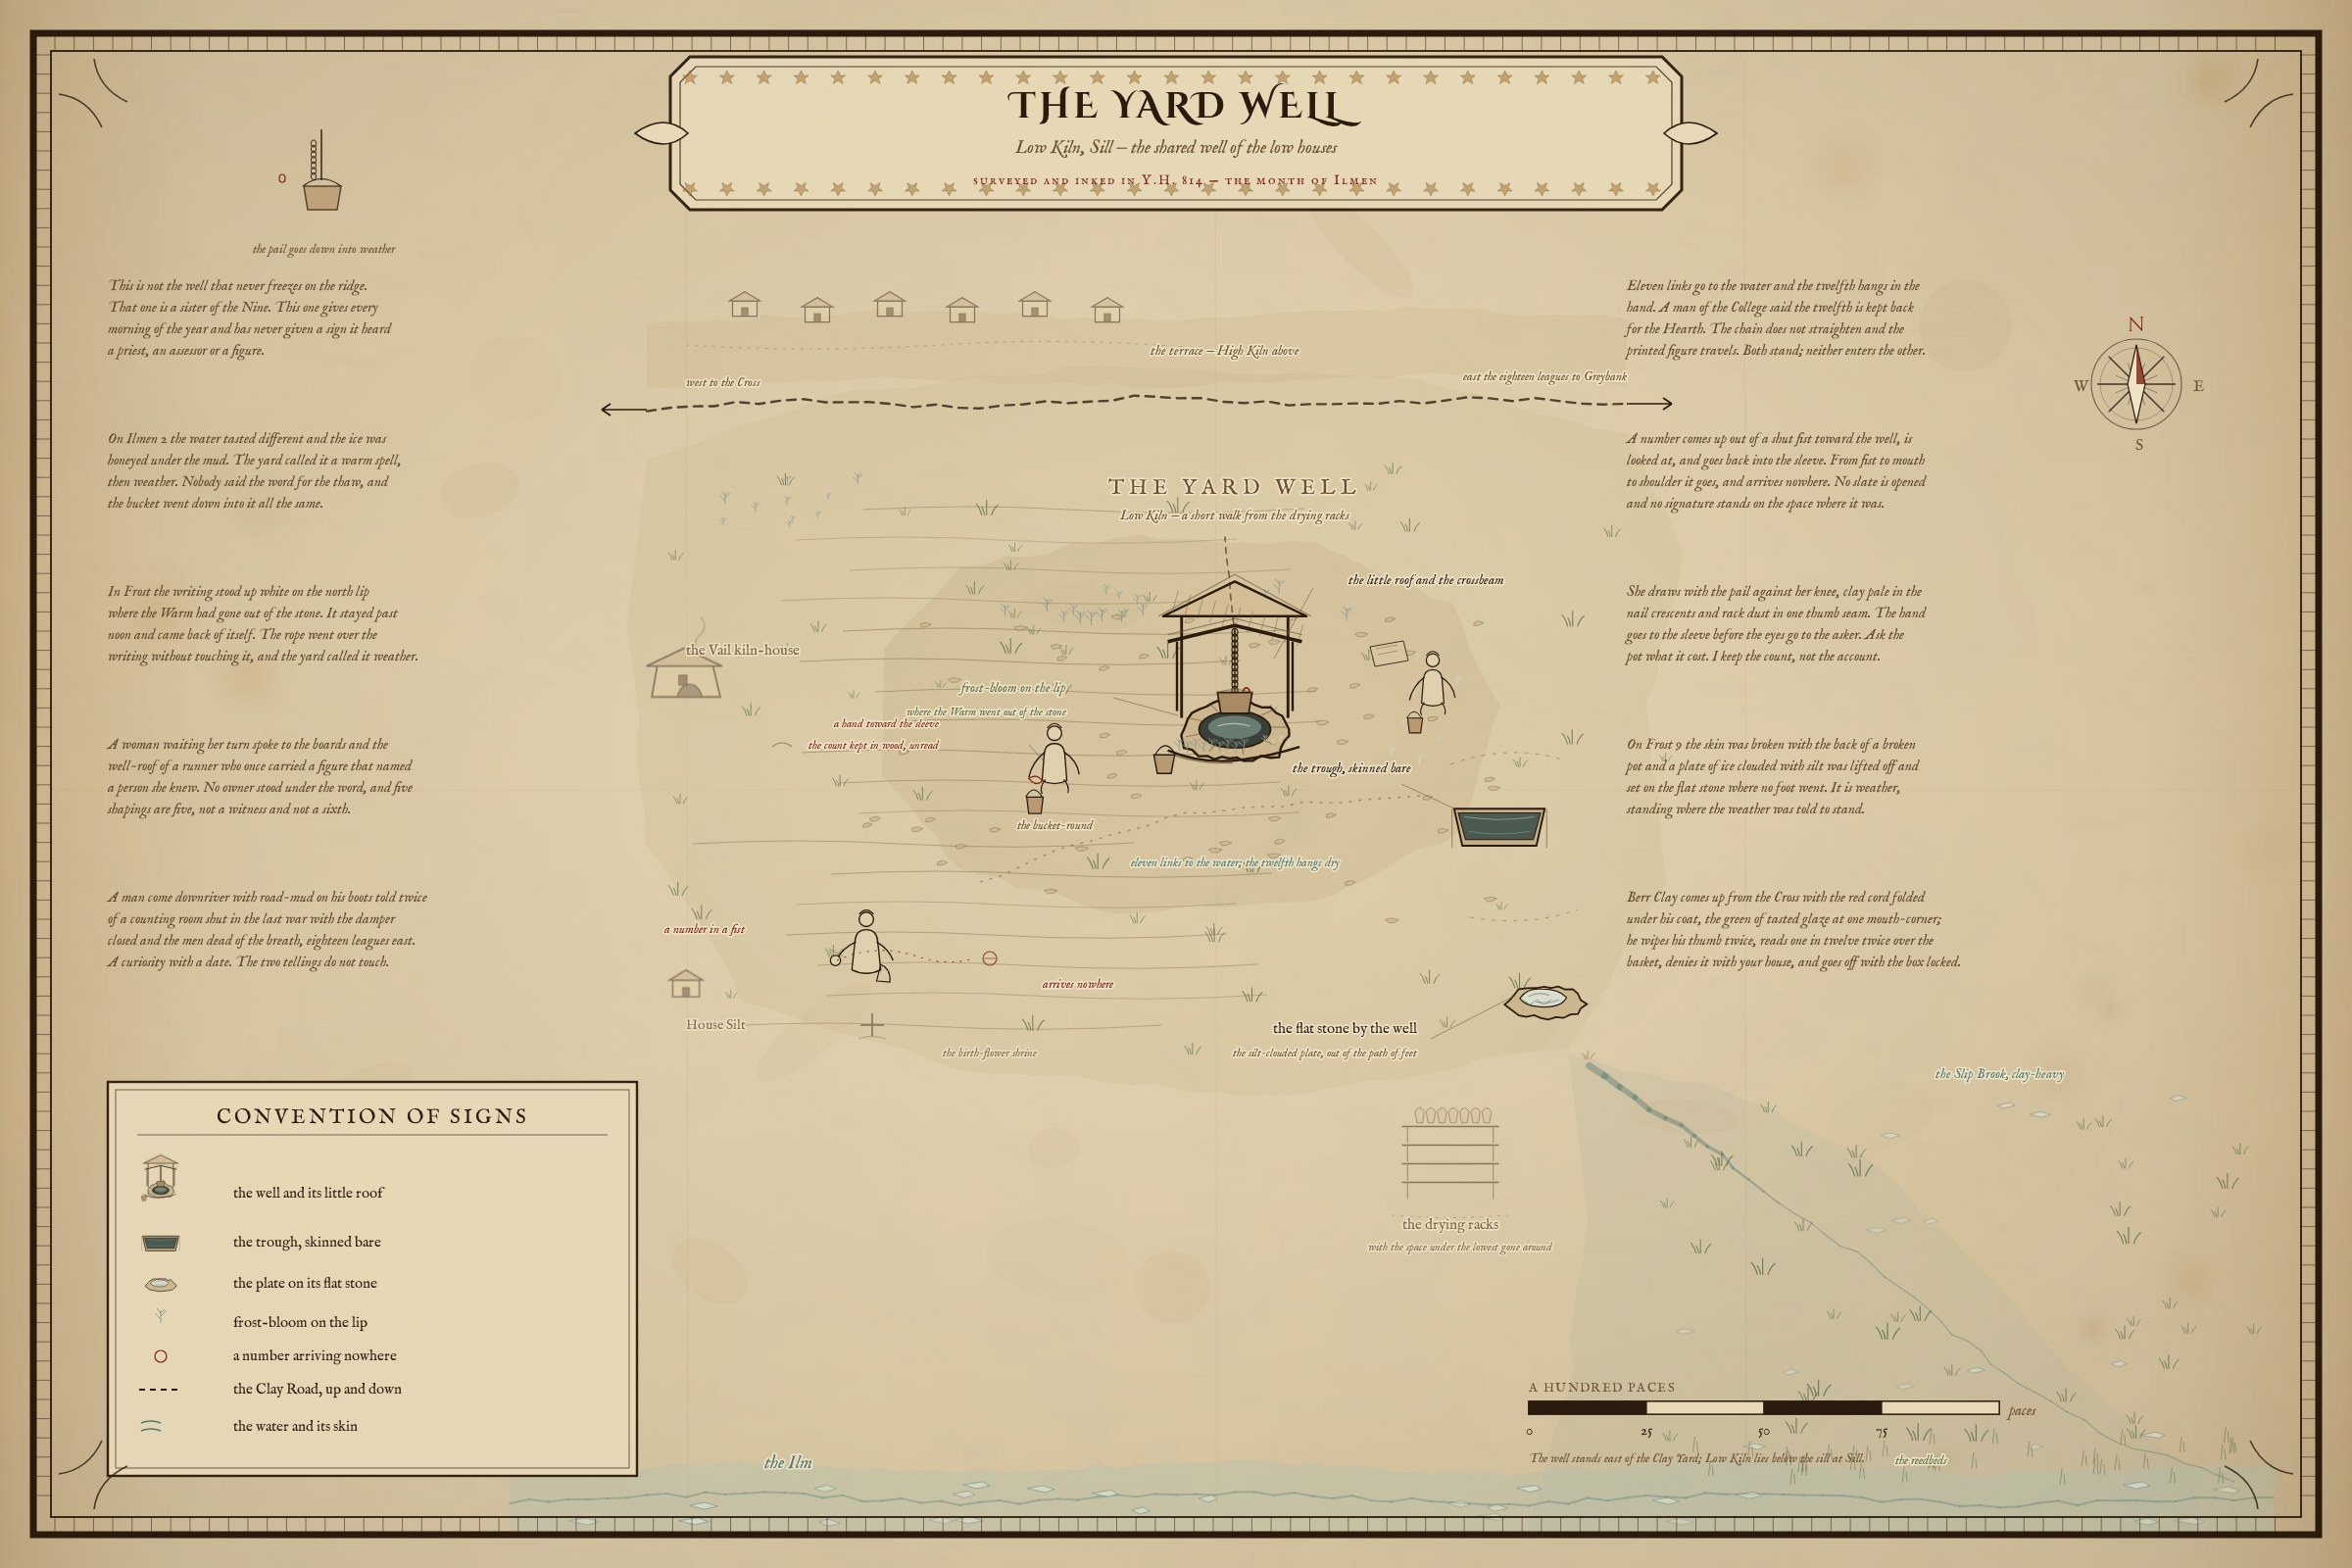 THE YARD WELL
Low Kiln, Sill – the shared well of the low houses
surveyed and inked in Y.H. 814 – the month of Ilmen
the pail goes down into weather
This is not the well that never freezes on the ridge.
That one is a sister of the Nine. This one gives every
morning of the year and has never given a sign it heard
a priest, an assessor or a figure.
On Ilmen 2 the water tasted different and the ice was
honeyed under the mud. The yard called it a warm spell,
then weather. Nobody said the word for the thaw, and
the bucket went down into it all the same.
In Frost the writing stood up white on the north lip
where the Warm had gone out of the stone. It stayed past
noon and came back of itself. The rope went over the
writing without touching it, and the yard called it weather.
A woman waiting her turn spoke to the boards and the
well-roof of a runner who once carried a figure that named
a person she knew. No owner stood under the word, and five
shapings are five, not a witness and not a sixth.
A man come downriver with road-mud on his boots told twice
of a counting room shut in the last war with the damper
closed and the men dead of the breath, eighteen leagues east.
A curiosity with a date. The two tellings do not touch.
the terrace – High Kiln above
west to the Cross
east the eighteen leagues to Greybank
THE YARD WELL
Low Kiln – a short walk from the drying racks
the little roof and the crossbeam
the Vail kiln-house
frost-bloom on the lip
where the Warm went out of the stone
a hand toward the sleeve
the count kept in wood, unread
the trough, skinned bare
the bucket-round
eleven links to the water; the twelfth hangs dry
a number in a fist
arrives nowhere
House Silt
the birth-flower shrine
the flat stone by the well
the silt-clouded plate, out of the path of feet
the drying racks
with the space under the lowest gone around
Eleven links go to the water and the twelfth hangs in the
hand. A man of the College said the twelfth is kept back
for the Hearth. The chain does not straighten and the
printed figure travels. Both stand; neither enters the other.
A number comes up out of a shut fist toward the well, is
looked at, and goes back into the sleeve. From fist to mouth
to shoulder it goes, and arrives nowhere. No slate is opened
and no signature stands on the space where it was.
She draws with the pail against her knee, clay pale in the
nail crescents and rack dust in one thumb seam. The hand
goes to the sleeve before the eyes go to the asker. Ask the
pot what it cost. I keep the count, not the account.
On Frost 9 the skin was broken with the back of a broken
pot and a plate of ice clouded with silt was lifted off and
set on the flat stone where no foot went. It is weather,
standing where the weather was told to stand.
Berr Clay comes up from the Cross with the red cord folded
under his coat, the green of tasted glaze at one mouth-corner;
he wipes his thumb twice, reads one in twelve twice over the
basket, denies it with your house, and goes off with the box locked.
N
W
E
S
the Slip Brook, clay-heavy
CONVENTION OF SIGNS
the well and its little roof
the trough, skinned bare
the plate on its flat stone
frost-bloom on the lip
a number arriving nowhere
the Clay Road, up and down
the water and its skin
the Ilm
A HUNDRED PACES
paces
0 25 50 75
The well stands east of the Clay Yard; Low Kiln lies below the sill at Sill.
the reedbeds